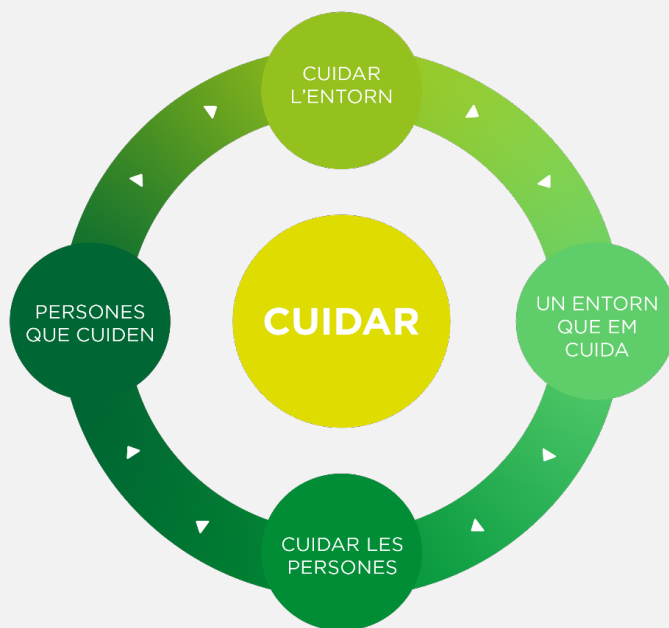 CUIDAR
L'ENTORN
PERSONES
QUE CUIDEN
CUIDAR
UN ENTORN
QUE EM
CUIDA
CUIDAR LES
PERSONES